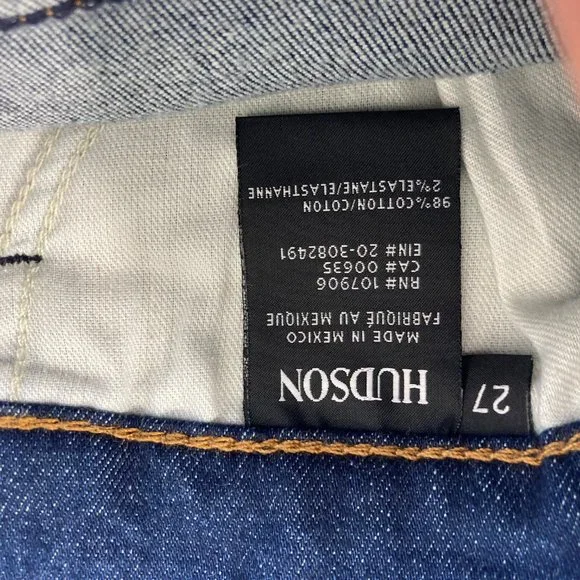 HUDSON
MADE IN MEXICO
FABRIQUÉ AU MEXIQUE
RN# 107906
CA# 00635
EIN# 20-3082491
98%COTTON/COTON
2%ELASTANE/ELASTHANNE
27